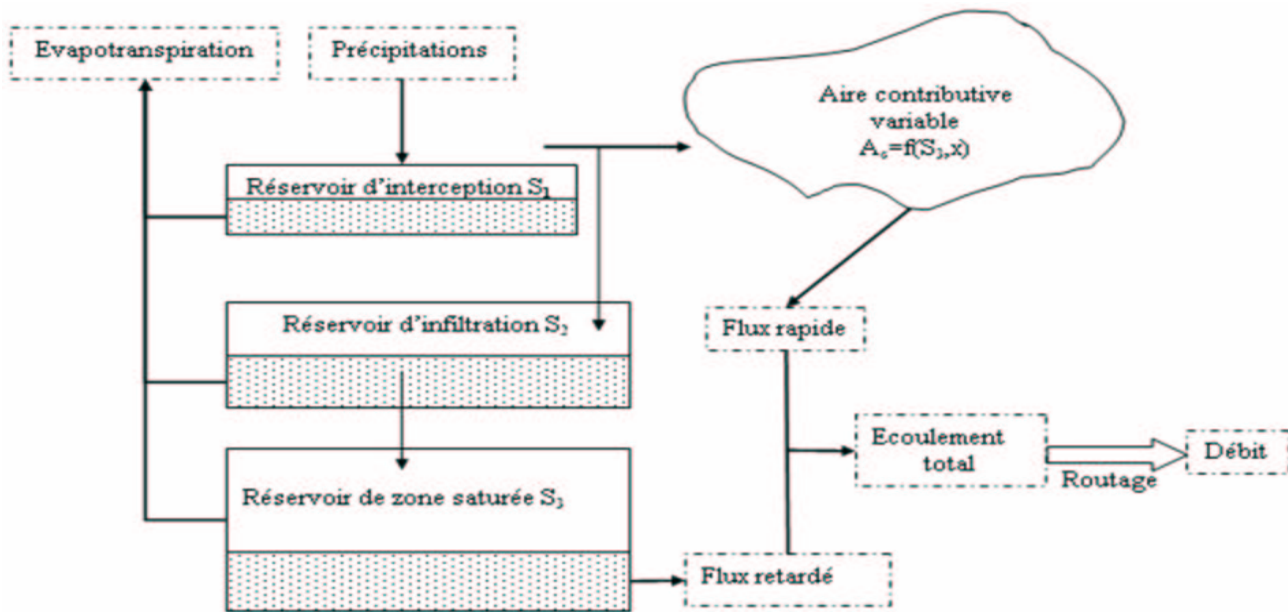 Evapotranspiration
Précipitations
Aire contributive
variable
Aₛ=f(S₃,x)
Réservoir d’interception S₁
Réservoir d’infiltration S₂
Flux rapide
Ecoulement
total
Débit
Routage
Réservoir de zone saturée S₃
Flux retardé